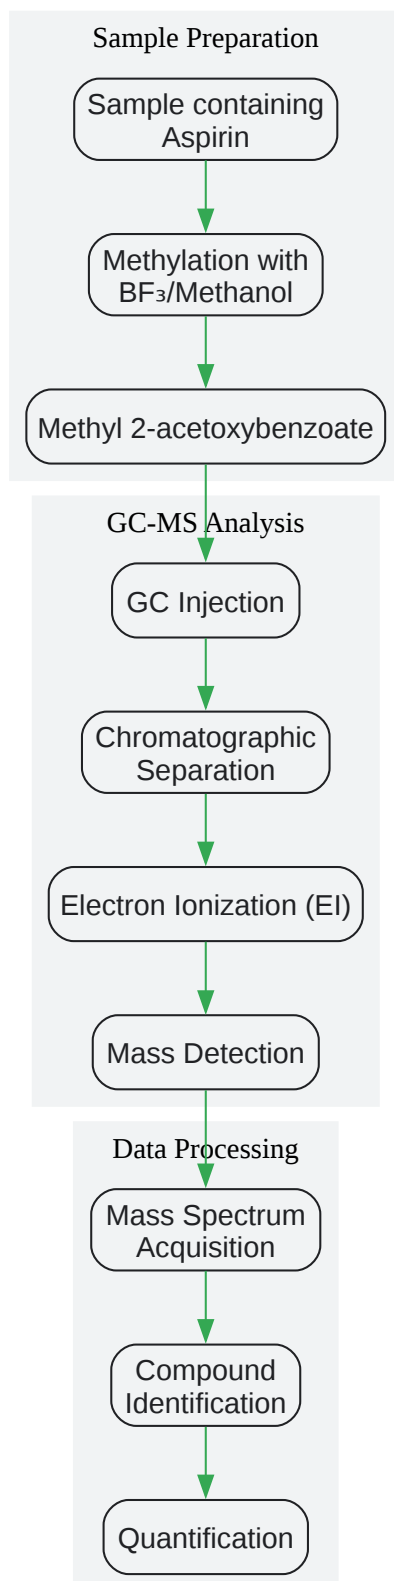 Sample Preparation
Sample containing
Aspirin
Methylation with
BF₃/Methanol
Methyl 2-acetoxybenzoate
GC-MS Analysis
GC Injection
Chromatographic
Separation
Electron Ionization (EI)
Mass Detection
Data Processing
Mass Spectrum
Acquisition
Compound
Identification
Quantification